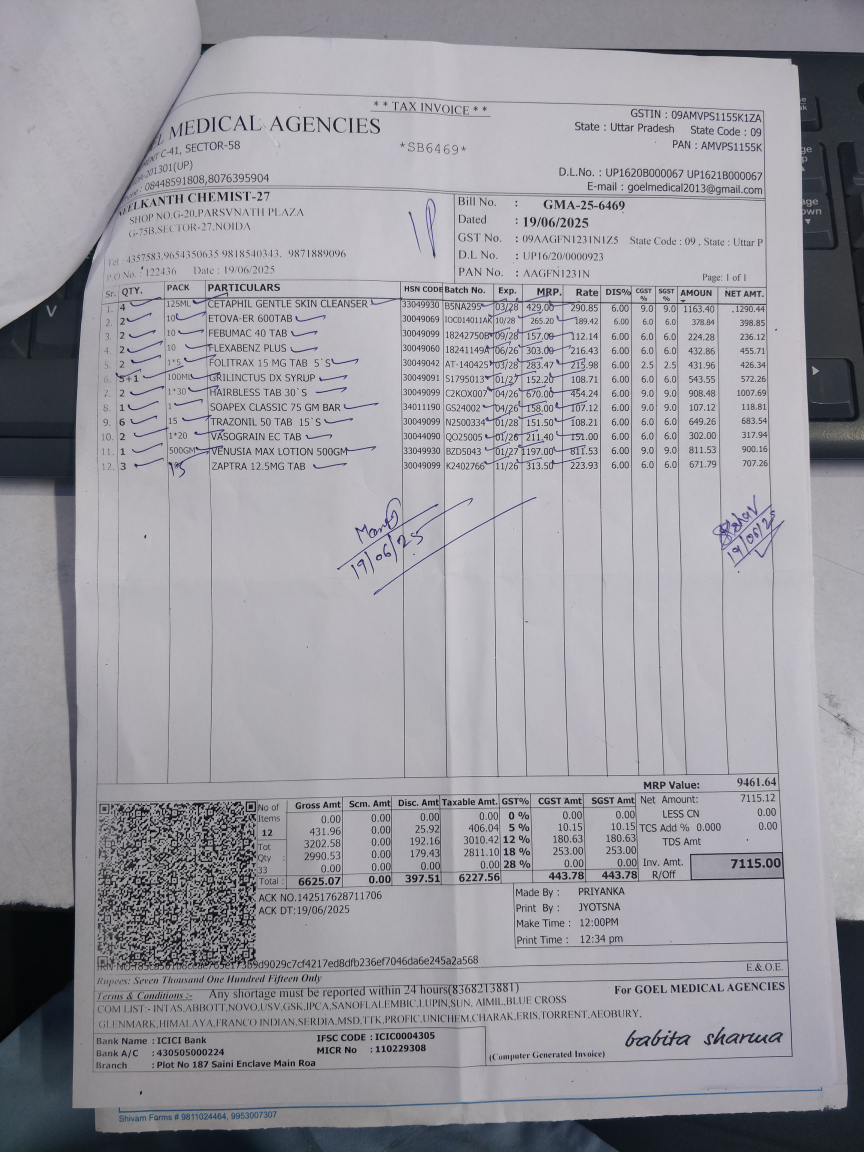 * * TAX INVOICE * *
GSTIN : 09AMVPS1155K1ZA
State : Uttar Pradesh State Code : 09
PAN : AMVPS1155K
EL MEDICAL AGENCIES
C-41, SECTOR-58
*SB6469*
-201301(UP)
: 08448591808,8076395904
D.L.No. : UP1620B000067 UP1621B000067
E-mail : goelmedical2013@gmail.com
EELKANTH CHEMIST-27
SHOP NO.G-20,PARSVNATH PLAZA
G-75B,SECTOR-27,NOIDA
Tel : 4357583,9654350635 9818540343. 9871889096
P.O No. : 122436 Date : 19/06/2025
Bill No. : GMA-25-6469
Dated : 19/06/2025
GST No. : 09AAGFN1231N1Z5 State Code : 09 , State : Uttar P
D.L No. : UP16/20/0000923
PAN No. : AAGFN1231N
Page: 1 of 1
Sr. QTY. PACK PARTICULARS HSN CODE Batch No. Exp. MRP. Rate DIS% CGST % SGST % AMOUN NET AMT.
1. 4 125ML CETAPHIL GENTLE SKIN CLEANSER 33049930 BSNA295 03/28 429.00 290.85 6.00 9.0 9.0 1163.40 1290.44
2. 2 10 ETOVA-ER 600TAB 30049069 IOC014011AK 10/28 265.20 189.42 6.00 6.0 6.0 378.84 398.85
3. 2 10 FEBUMAC 40 TAB 30049099 18242750B 09/28 157.00 112.14 6.00 6.0 6.0 224.28 236.12
4. 2 10 FLEXABENZ PLUS 30049060 18241149A 06/26 303.00 216.43 6.00 6.0 6.0 432.86 455.71
5. 2 1*5 FOLITRAX 15 MG TAB 5`S 30049042 AT-140425 03/28 283.47 215.98 6.00 2.5 2.5 431.96 426.34
6. 5+1 100ML GRILINCTUS DX SYRUP 30049091 S1795013 01/27 152.20 108.71 6.00 6.0 6.0 543.55 572.26
7. 2 1*30 HAIRBLESS TAB 30`S 30049099 C2KOX007 04/26 670.00 454.24 6.00 9.0 9.0 908.48 1007.69
8. 1 1 SOAPEX CLASSIC 75 GM BAR 34011190 GS24002 04/26 158.00 107.12 6.00 9.0 9.0 107.12 118.81
9. 6 15 TRAZONIL 50 TAB 15`S 30049099 N2500334 01/28 151.50 108.21 6.00 6.0 6.0 649.26 683.54
10. 2 1*20 VASOGRAIN EC TAB 30044090 QO25005 01/26 211.40 151.00 6.00 6.0 6.0 302.00 317.94
11. 1 500GM VENUSIA MAX LOTION 500GM 33049930 BZD5043 01/27 1197.00 811.53 6.00 9.0 9.0 811.53 900.16
12. 3 15 ZAPTRA 12.5MG TAB 30049099 K2402766 11/26 313.50 223.93 6.00 6.0 6.0 671.79 707.26
19/06/25
19/06/25
MRP Value: 9461.64
No of Items 12 Tot Qty : 33
Gross Amt Scm. Amt Disc. Amt Taxable Amt. GST% CGST Amt SGST Amt
0.00 0.00 0.00 0.00 0 % 0.00 0.00
431.96 0.00 25.92 406.04 5 % 10.15 10.15
3202.58 0.00 192.16 3010.42 12 % 180.63 180.63
2990.53 0.00 179.43 2811.10 18 % 253.00 253.00
0.00 0.00 0.00 0.00 28 % 0.00 0.00
Total : 6625.07 0.00 397.51 6227.56 443.78 443.78
Net Amount: 7115.12
LESS CN 0.00
TCS Add % 0.000 0.00
TDS Amt
Inv. Amt. R/Off 7115.00
ACK NO.142517628711706
ACK DT:19/06/2025
Made By : PRIYANKA
Print By : JYOTSNA
Make Time : 12:00PM
Print Time : 12:34 pm
E.&.O.E.
Rupees: Seven Thousand One Hundred Fifteen Only
Terms & Conditions :- Any shortage must be reported within 24 hours(8368213881)
For GOEL MEDICAL AGENCIES
COM LIST:- INTAS,ABBOTT,NOVO,USV,GSK,IPCA,SANOFI,ALEMBIC,LUPIN,SUN, AIMIL,BLUE CROSS
GLENMARK,HIMALAYA,FRANCO INDIAN,SERDIA,MSD,TTK,PROFIC,UNICHEM,CHARAK,ERIS,TORRENT,AEOBURY,
babita sharma
Bank Name : ICICI Bank IFSC CODE : ICIC0004305
Bank A/C : 430505000224 MICR No : 110229308
Branch : Plot No 187 Saini Enclave Main Roa
(Computer Generated Invoice)
Shivam Forms # 9811024464, 9953007307